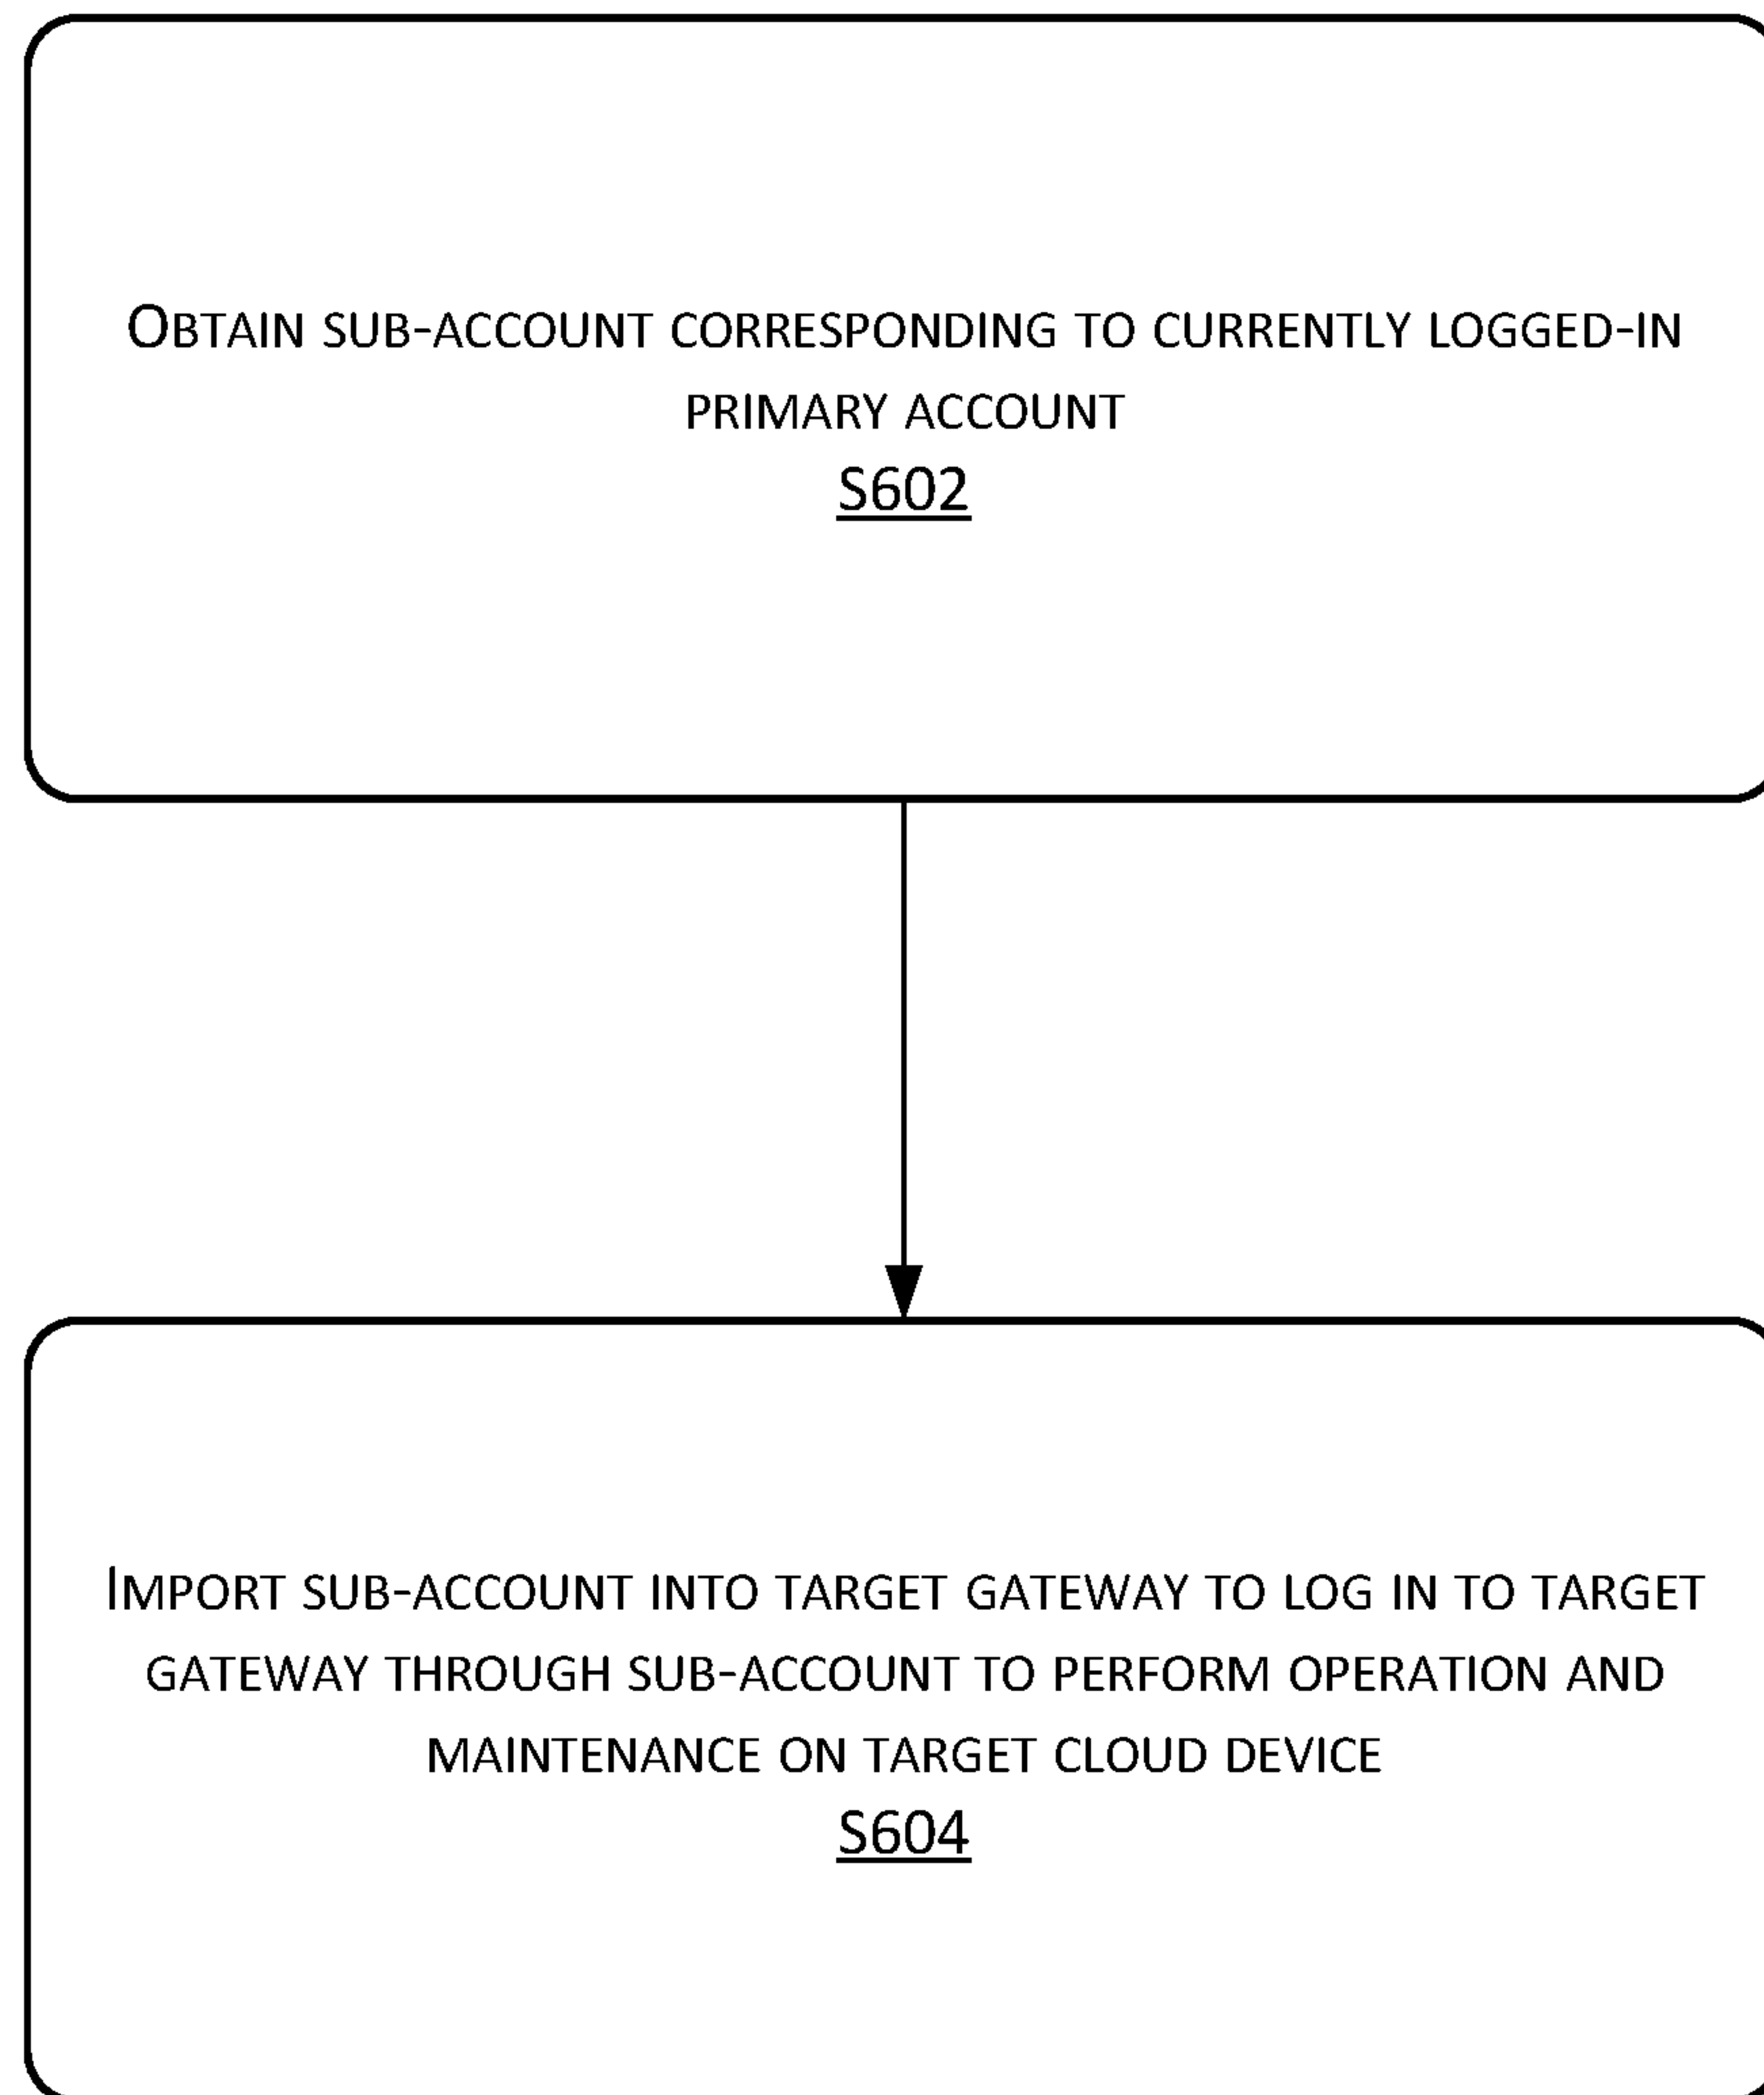 Obtain sub-account corresponding to currently logged-in
primary account
S602
Import sub-account into target gateway to log in to target
gateway through sub-account to perform operation and
maintenance on target cloud device
S604